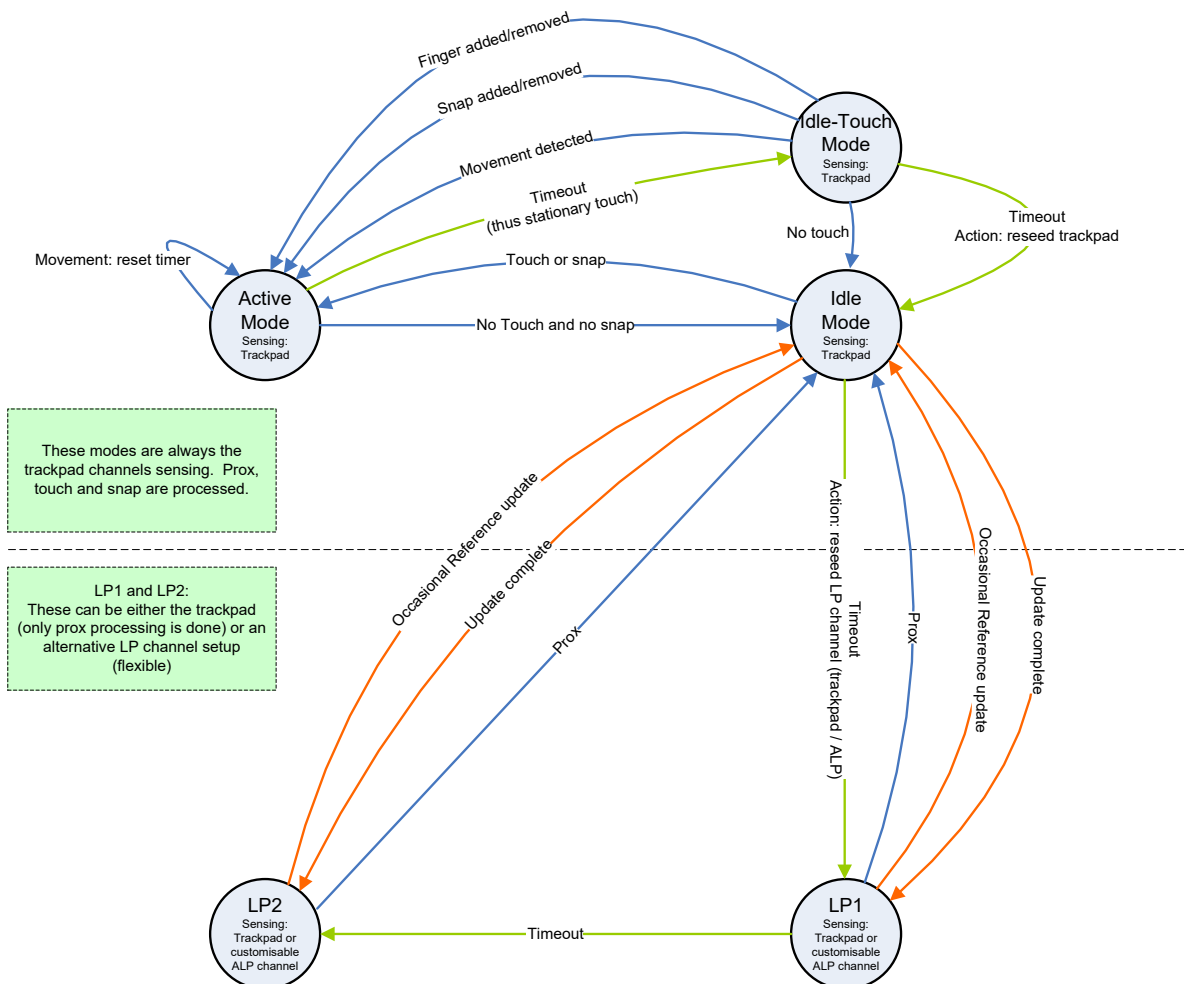 Finger added/removed
Snap added/removed
Idle-Touch
Mode
Sensing:
Trackpad
Movement detected
Timeout
(thus stationary touch)
Timeout
Action: reseed trackpad
No touch
Movement: reset timer
Touch or snap
Active
Mode
Sensing:
Trackpad
Idle
Mode
Sensing:
Trackpad
No Touch and no snap
These modes are always the
trackpad channels sensing.  Prox,
touch and snap are processed.
LP1 and LP2:
These can be either the trackpad
(only prox processing is done) or an
alternative LP channel setup
(flexible)
Occasional Reference update
Update complete
Prox
Timeout
Action: reseed LP channel (trackpad / ALP)
Prox
Occasional Reference update
Update complete
LP2
Sensing:
Trackpad or
customisable
ALP channel
Timeout
LP1
Sensing:
Trackpad or
customisable
ALP channel